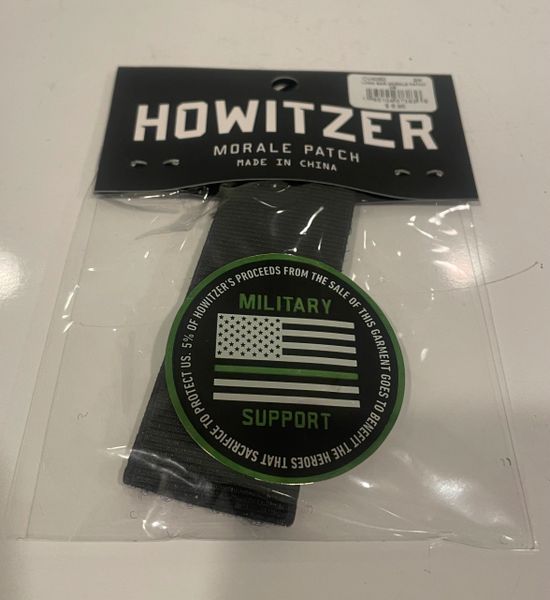 HOWITZER
MORALE PATCH
MADE IN CHINA
5% OF HOWITZER'S PROCEEDS FROM THE SALE OF THIS GARMENT GOES TO BENEFIT THE HEROES THAT SACRIFICE TO PROTECT US.
MILITARY
SUPPORT